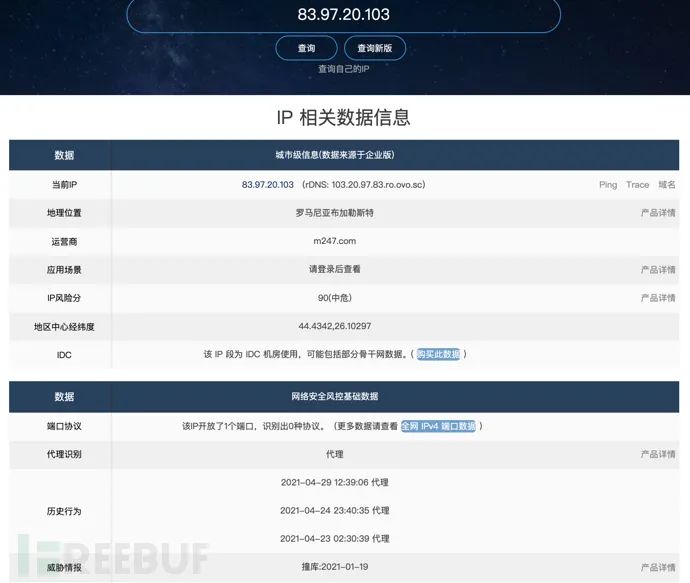 83.97.20.103
查询 查询新版
查询自己的IP
IP 相关数据信息
数据 城市级信息(数据来源于企业版)
当前IP 83.97.20.103 (rDNS: 103.20.97.83.ro.ovo.sc) Ping Trace 域名
地理位置 罗马尼亚布加勒斯特 产品详情
运营商 m247.com
应用场景 请登录后查看 产品详情
IP风险分 90(中危) 产品详情
地区中心经纬度 44.4342,26.10297
IDC 该 IP 段为 IDC 机房使用，可能包括部分骨干网数据。( 购买此数据 )
数据 网络安全风控基础数据
端口协议 该IP开放了1个端口，识别出0种协议。（更多数据请查看 全网 IPv4 端口数据 ）
代理识别 代理 产品详情
2021-04-29 12:39:06 代理
历史行为 2021-04-24 23:40:35 代理
2021-04-23 02:30:39 代理
FREEBUF
威胁情报 撞库:2021-01-19 产品详情